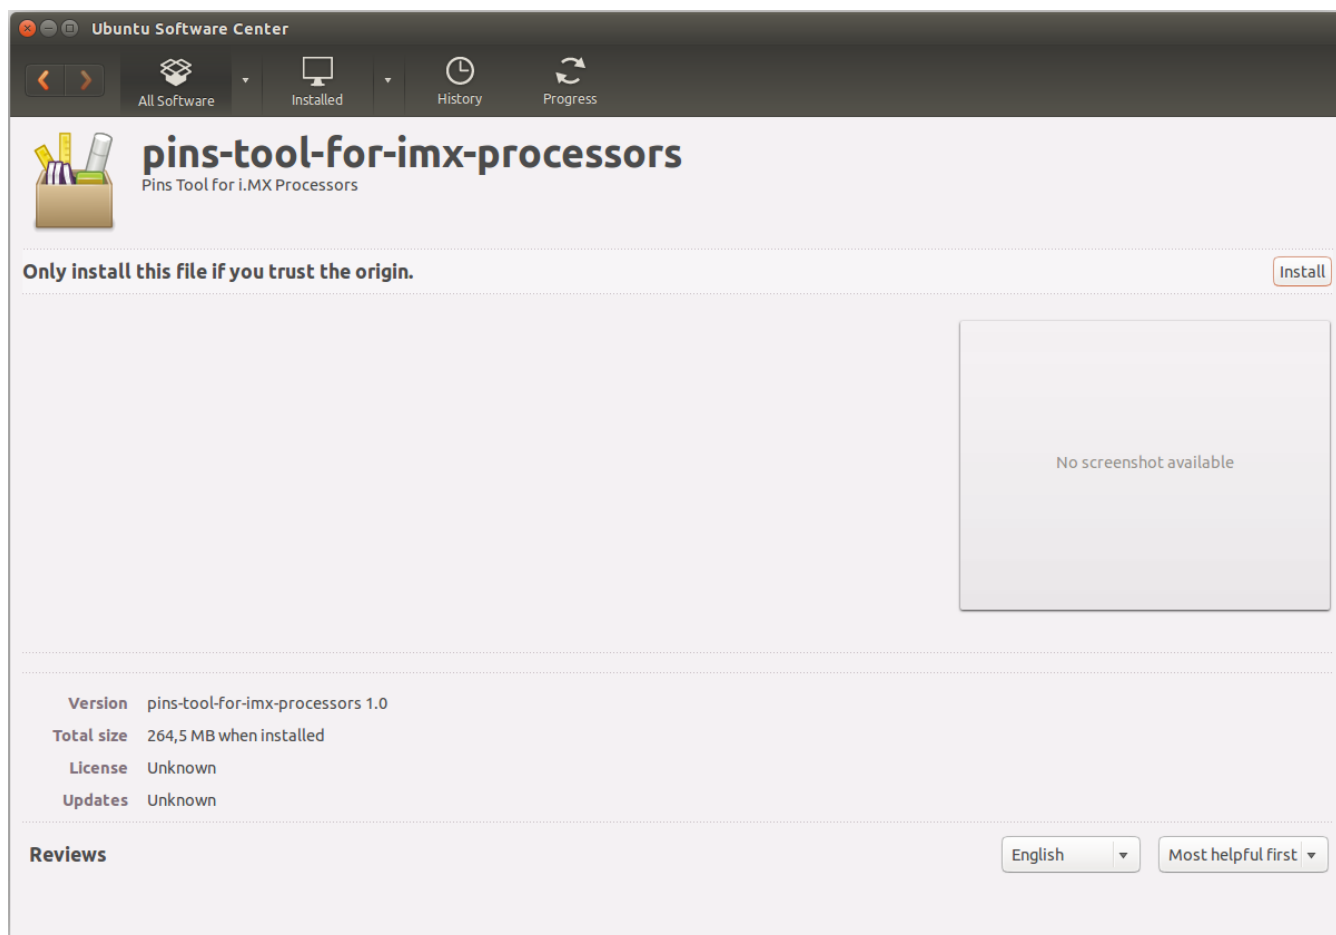 Ubuntu Software Center
All Software
Installed
History
Progress
pins-tool-for-imx-processors
Pins Tool for i.MX Processors
Only install this file if you trust the origin.
Install
No screenshot available
Version pins-tool-for-imx-processors 1.0
Total size 264,5 MB when installed
License Unknown
Updates Unknown
Reviews
English
Most helpful first